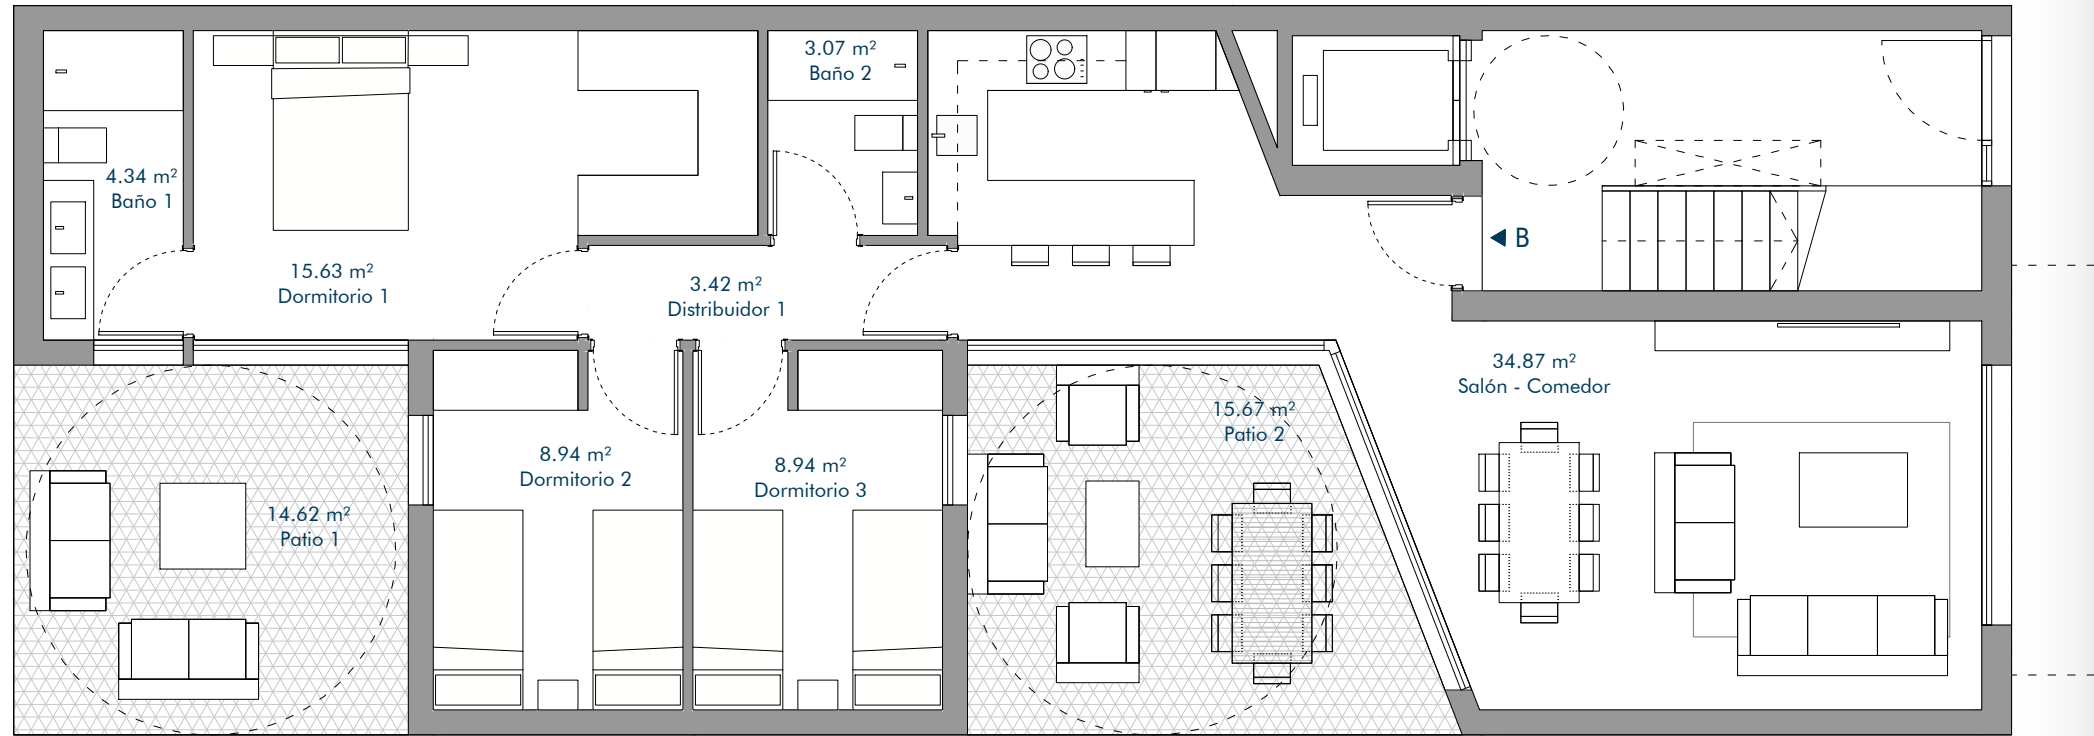 3.07 m²
Baño 2
4.34 m²
Baño 1
B
15.63 m²
Dormitorio 1
3.42 m²
Distribuidor 1
34.87 m²
Salón - Comedor
15.67 m²
Patio 2
8.94 m²
Dormitorio 2
8.94 m²
Dormitorio 3
14.62 m²
Patio 1